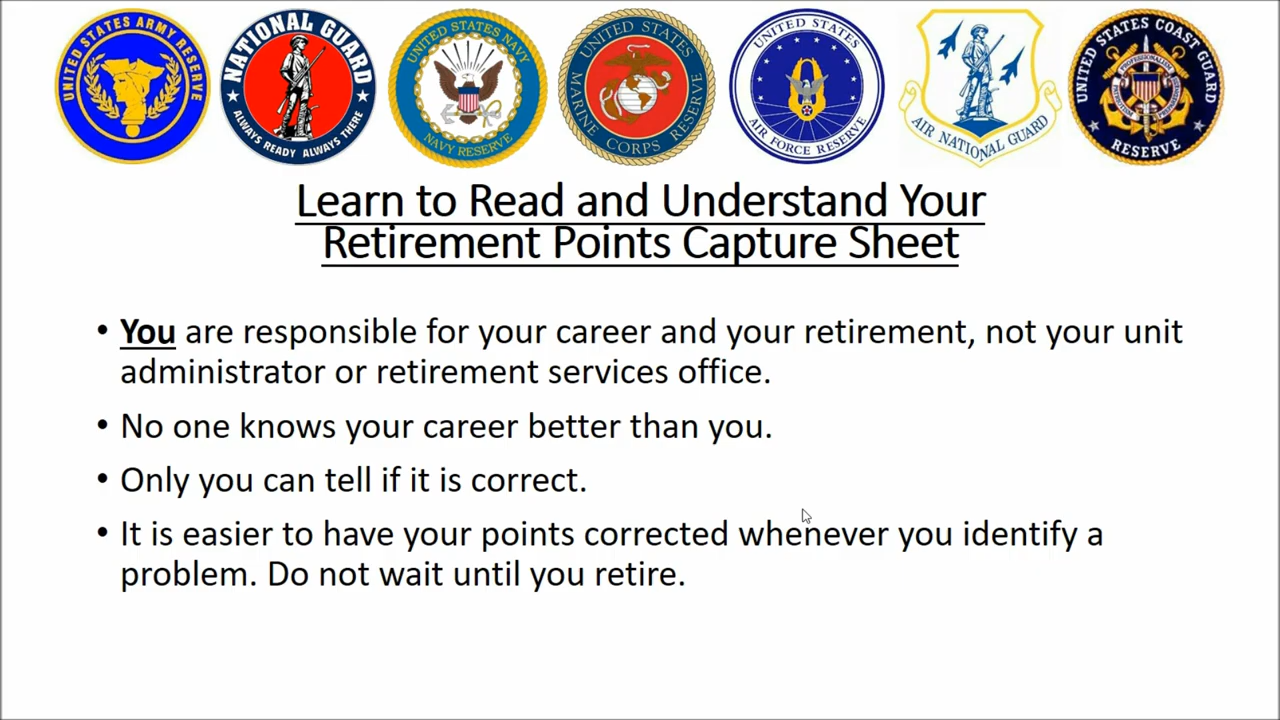 UNITED STATES ARMY RESERVE
NATIONAL GUARD
ALWAYS READY ALWAYS THERE
UNITED STATES NAVY
NAVY RESERVE
UNITED STATES
MARINE CORPS RESERVE
UNITED STATES
AIR FORCE RESERVE
AIR NATIONAL GUARD
UNITED STATES COAST GUARD
RESERVE
Learn to Read and Understand Your
Retirement Points Capture Sheet
• You are responsible for your career and your retirement, not your unit
administrator or retirement services office.
• No one knows your career better than you.
• Only you can tell if it is correct.
• It is easier to have your points corrected whenever you identify a
problem. Do not wait until you retire.